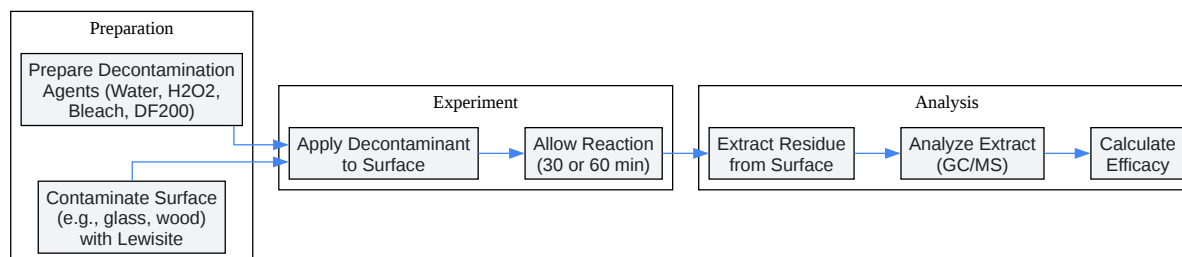 Preparation
Prepare Decontamination
Agents (Water, H2O2,
Bleach, DF200)
Contaminate Surface
(e.g., glass, wood)
with Lewisite
Experiment
Apply Decontaminant
to Surface
Allow Reaction
(30 or 60 min)
Analysis
Extract Residue
from Surface
Analyze Extract
(GC/MS)
Calculate
Efficacy